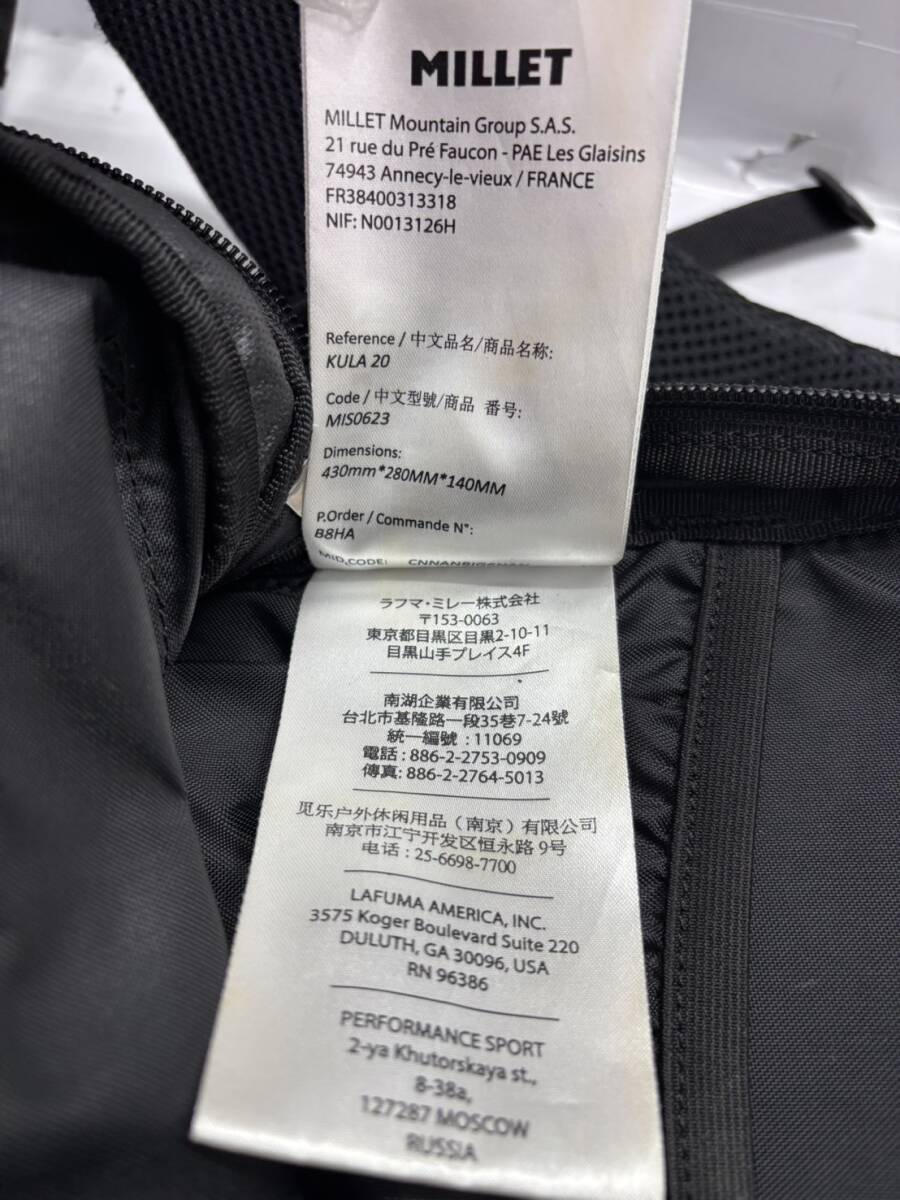 MILLET
MILLET Mountain Group S.A.S.
21 rue du Pré Faucon - PAE Les Glaisins
74943 Annecy-le-vieux / FRANCE
FR38400313318
NIF: N0013126H
Reference / 中文品名/商品名称:
KULA 20
Code / 中文型號/商品 番号:
MIS0623
Dimensions:
430mm*280MM*140MM
P.Order / Commande N°:
B8HA
MID,CODE:
ラフマ・ミレー株式会社
〒153-0063
東京都目黒区目黒2-10-11
目黒山手プレイス4F
南湖企業有限公司
台北市基隆路一段35巷7-24號
統一編號 :11069
電話 : 886-2-2753-0909
傳真: 886-2-2764-5013
觅乐户外休闲用品（南京）有限公司
南京市江宁开发区恒永路 9号
电话 : 25-6698-7700
LAFUMA AMERICA, INC.
3575 Koger Boulevard Suite 220
DULUTH, GA 30096, USA
RN 96386
PERFORMANCE SPORT
2-ya Khutorskaya st.,
8-38a,
127287 MOSCOW
RUSSIA